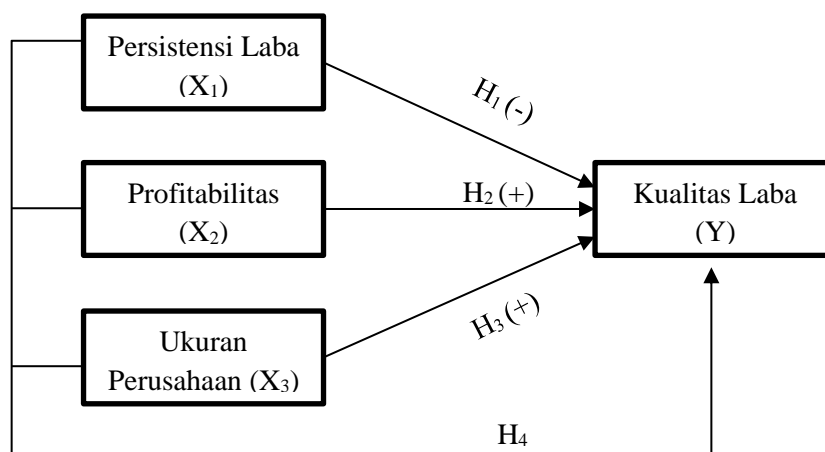 Persistensi Laba
(X₁)
H₁ (-)
Profitabilitas
(X₂)
H₂ (+)
Kualitas Laba
(Y)
H₃ (+)
Ukuran
Perusahaan (X₃)
H₄